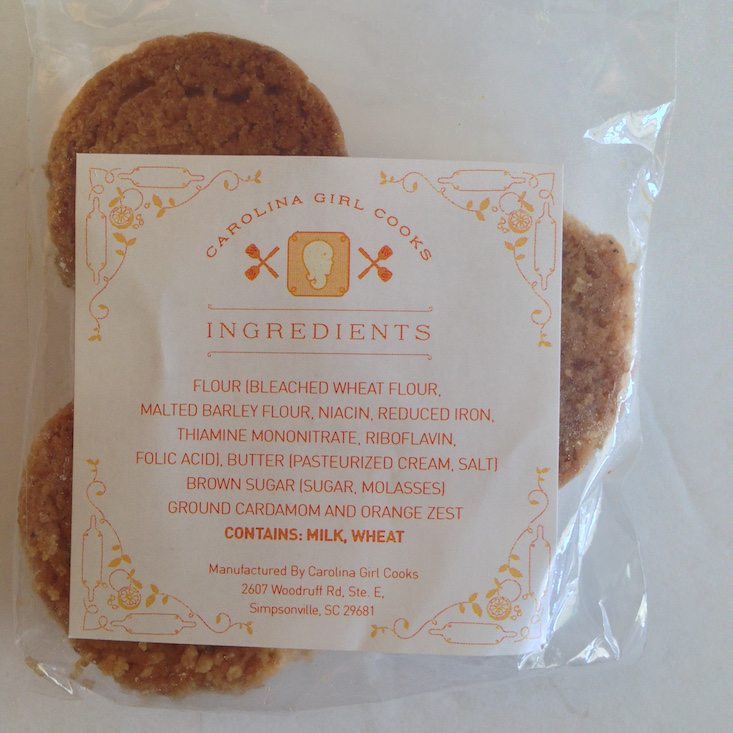 CAROLINA GIRL COOKS
INGREDIENTS
FLOUR (BLEACHED WHEAT FLOUR,
MALTED BARLEY FLOUR, NIACIN, REDUCED IRON,
THIAMINE MONONITRATE, RIBOFLAVIN,
FOLIC ACID), BUTTER (PASTEURIZED CREAM, SALT)
BROWN SUGAR (SUGAR, MOLASSES)
GROUND CARDAMOM AND ORANGE ZEST
CONTAINS: MILK, WHEAT
Manufactured By Carolina Girl Cooks
2607 Woodruff Rd, Ste. E,
Simpsonville, SC 29681